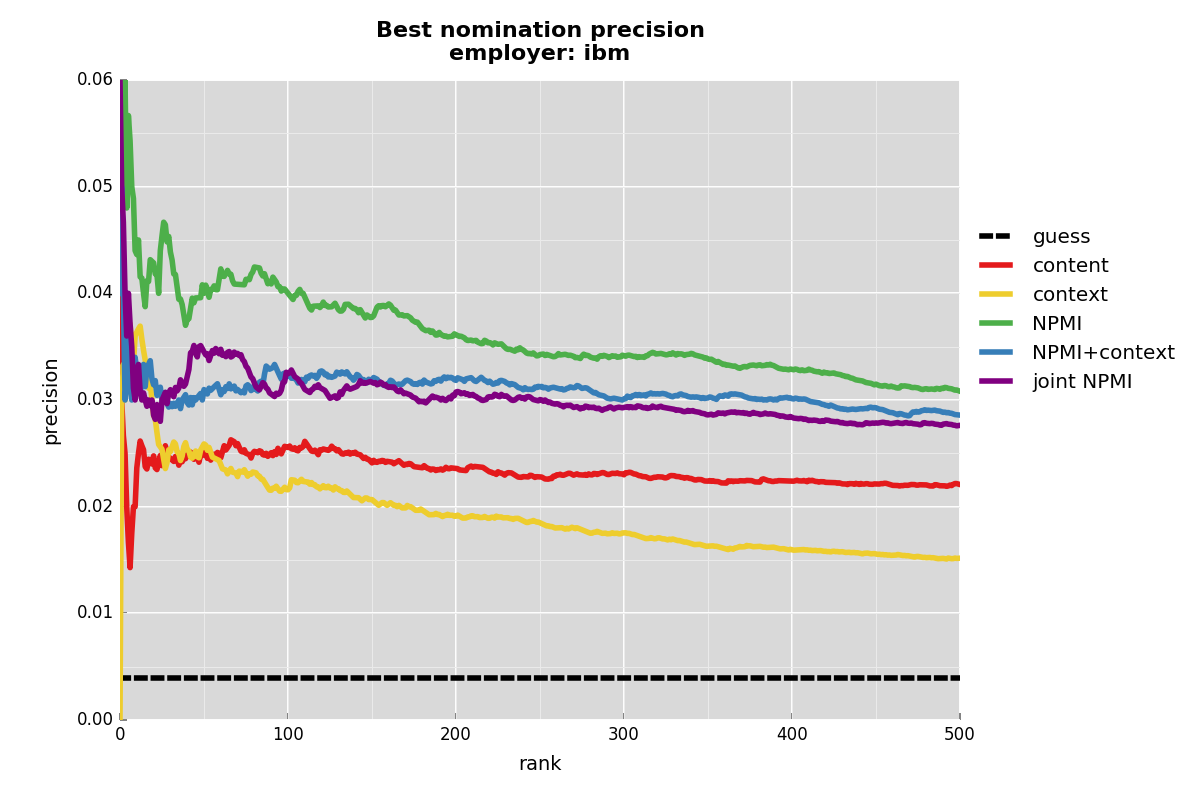 Best nomination precision
employer: ibm
0.06
0.05
0.04
0.03
0.02
0.01
0.00
precision
0 100 200 300 400 500
rank
guess
content
context
NPMI
NPMI+context
joint NPMI